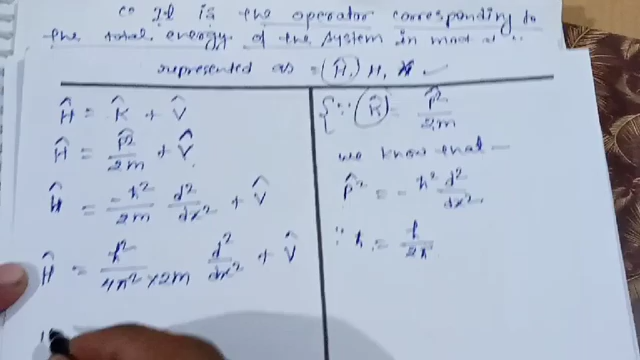 It is the operator corresponding to
the total energy of the system in most
represented as = Ĥ, H,
Ĥ = K̂ + V̂
Ĥ = P̂²/2m + V̂
Ĥ = -ħ²/2m d²/dx² + V̂
Ĥ = ħ²/4π²×2m d²/dx² + V̂
{∵ K̂ = P̂²/2m
we know that —
P̂² = -ħ² d²/dx²
∵ ħ = h/2π